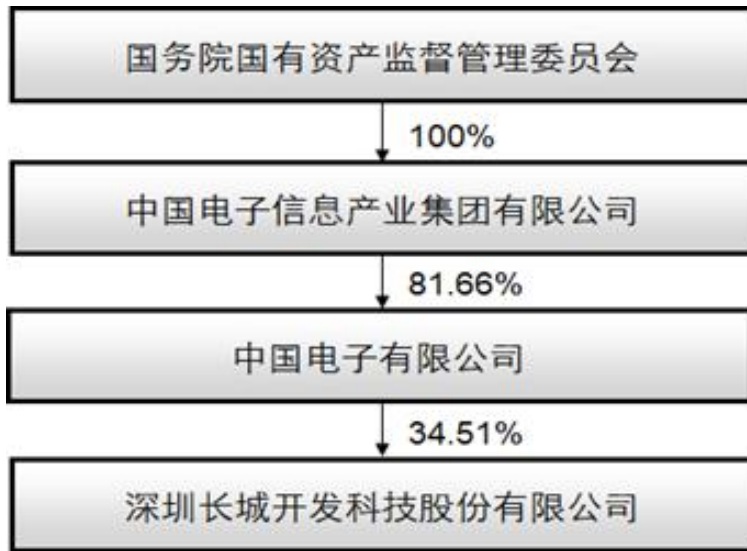 国务院国有资产监督管理委员会
100%
中国电子信息产业集团有限公司
81.66%
中国电子有限公司
34.51%
深圳长城开发科技股份有限公司